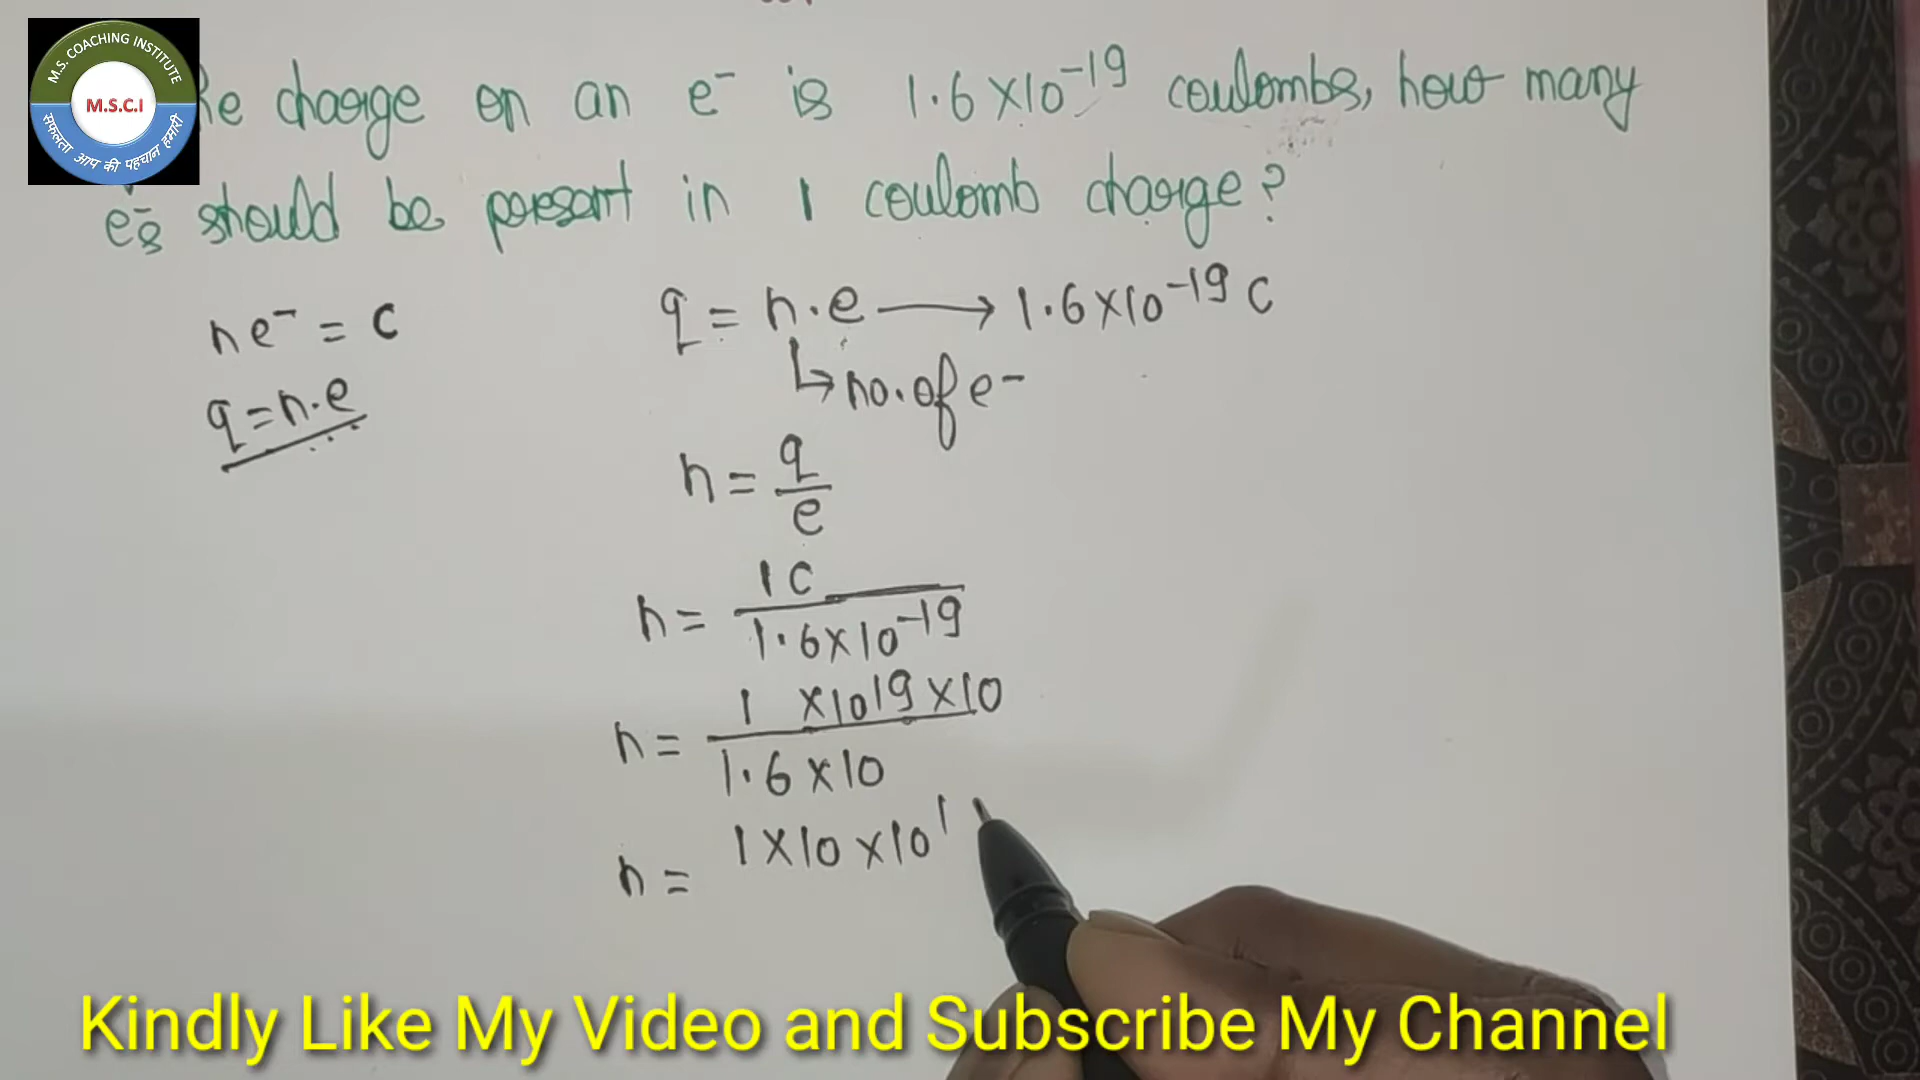 M.S. COACHING INSTITUTE
M.S.C.I
सफलता आप की पहचान हमारी
charge on an e⁻ is 1.6×10⁻¹⁹ coulombs, how many
e⁻s should be present in 1 coulomb charge?
ne⁻ = c
q=n.e
q = n.e → 1.6×10⁻¹⁹ c
↳ no. of e⁻
n = q/e
n = 1c / 1.6×10⁻¹⁹
n = 1 ×10¹⁹×10 / 1.6×10
n = 1×10×10¹
Kindly Like My Video and Subscribe My Channel